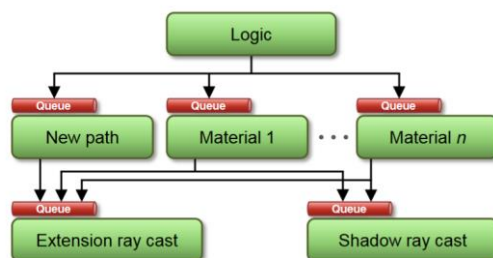 Logic
Queue
Queue
Queue
New path
Material 1
Material n
Queue
Queue
Extension ray cast
Shadow ray cast